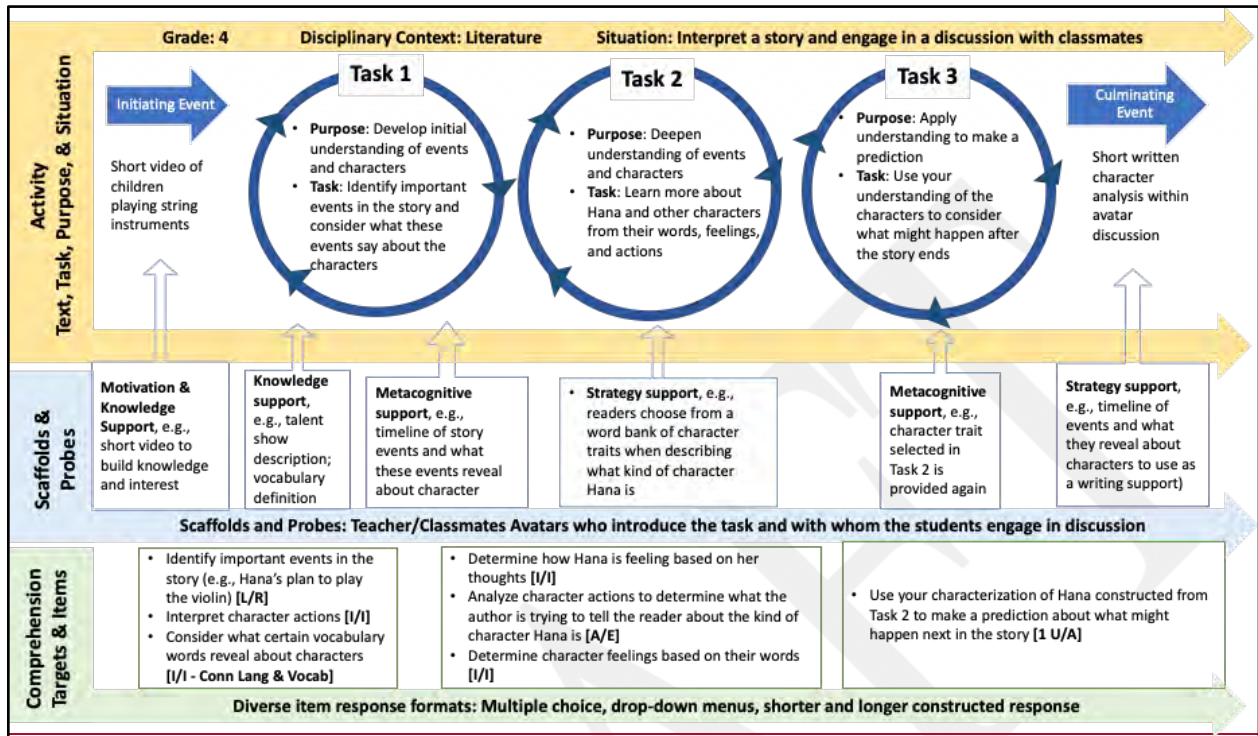 Grade: 4 Disciplinary Context: Literature Situation: Interpret a story and engage in a discussion with classmates
Activity
Text, Task, Purpose, & Situation
Initiating Event
Short video of
children
playing string
instruments
Task 1
• Purpose: Develop initial
understanding of events
and characters
• Task: Identify important
events in the story and
consider what these
events say about the
characters
Task 2
• Purpose: Deepen
understanding of events
and characters
• Task: Learn more about
Hana and other characters
from their words, feelings,
and actions
Task 3
• Purpose: Apply
understanding to make a
prediction
• Task: Use your
understanding of the
characters to consider
what might happen after
the story ends
Culminating
Event
Short written
character
analysis within
avatar
discussion
Scaffolds &
Probes
Motivation &
Knowledge
Support, e.g.,
short video to
build knowledge
and interest
Knowledge
support,
e.g., talent
show
description;
vocabulary
definition
Metacognitive
support, e.g.,
timeline of story
events and what
these events reveal
about character
• Strategy support, e.g.,
readers choose from a
word bank of character
traits when describing
what kind of character
Hana is
Metacognitive
support, e.g.,
character trait
selected in
Task 2 is
provided again
Strategy support,
e.g., timeline of
events and what
they reveal about
characters to use as
a writing support)
Scaffolds and Probes: Teacher/Classmates Avatars who introduce the task and with whom the students engage in discussion
Comprehension
Targets & Items
• Identify important events in the
story (e.g., Hana's plan to play
the violin) [L/R]
• Interpret character actions [I/I]
• Consider what certain vocabulary
words reveal about characters
[I/I - Conn Lang & Vocab]
• Determine how Hana is feeling based on her
thoughts [I/I]
• Analyze character actions to determine what the
author is trying to tell the reader about the kind of
character Hana is [A/E]
• Determine character feelings based on their words
[I/I]
• Use your characterization of Hana constructed from
Task 2 to make a prediction about what might
happen next in the story [1 U/A]
Diverse item response formats: Multiple choice, drop-down menus, shorter and longer constructed response